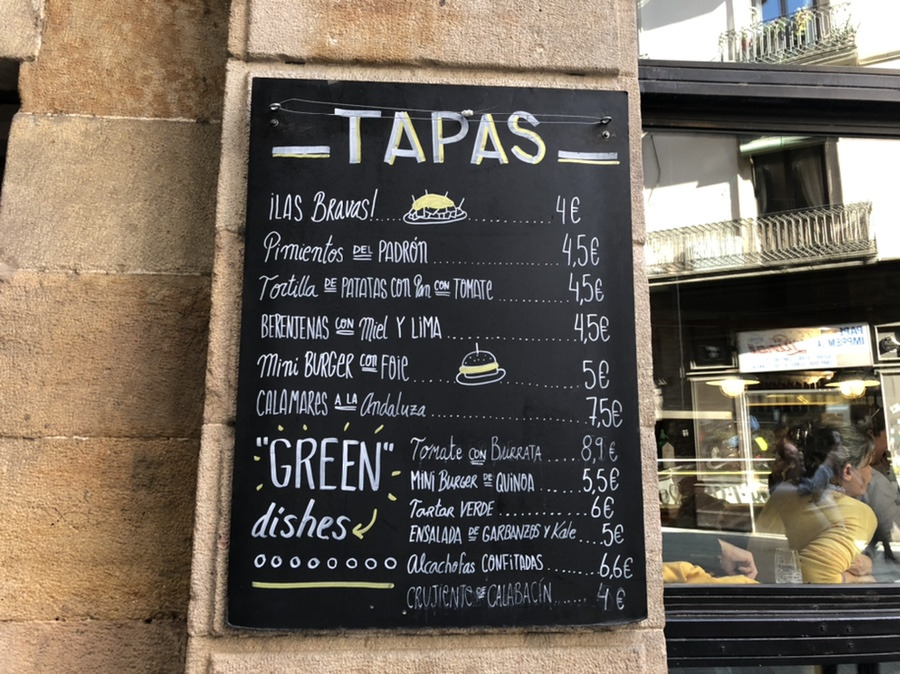 TAPAS
¡LAS Bravas! 4€
Pimientos DEL PADRÓN 4,5€
Tortilla DE PATATAS CON Pan CON TOMATE 4,5€
BERENJENAS CON Miel Y LIMA 4,5€
Mini BURGER CON FOIE 5€
CALAMARES A LA Andaluza 7,5€
"GREEN"
dishes
Tomate CON BURRATA 8,9€
MINI BURGER DE QUINOA 5,5€
Tartar VERDE 6€
ENSALADA DE GARBANZOS Y Kale 5€
Alcachofas CONFITADAS 6,6€
CRUJIENTE DE CALABACÍN 4€